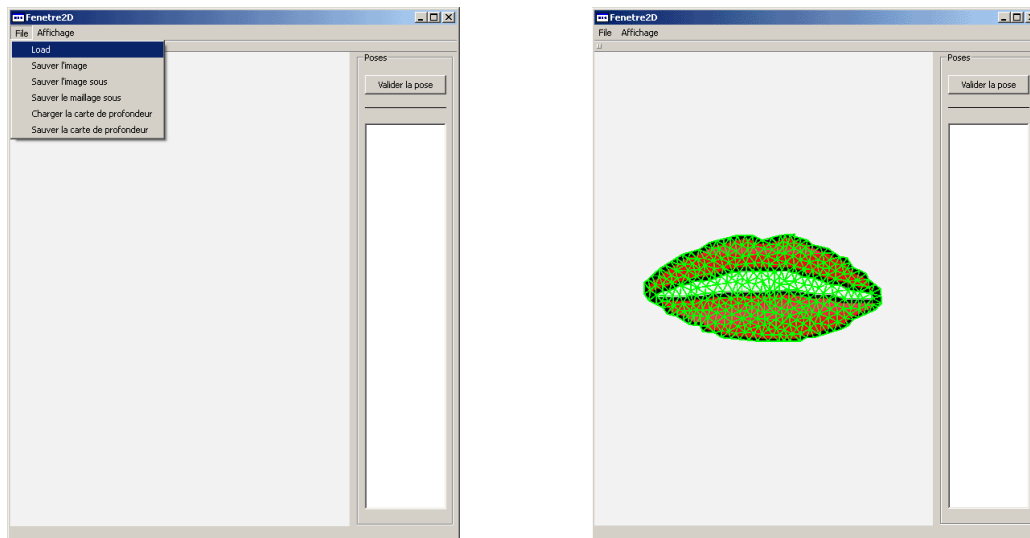 Fenetre2D
File Affichage
Load
Sauver l'image
Sauver l'image sous
Sauver le maillage sous
Charger la carte de profondeur
Sauver la carte de profondeur
Poses
Valider la pose
Fenetre2D
File Affichage
Poses
Valider la pose